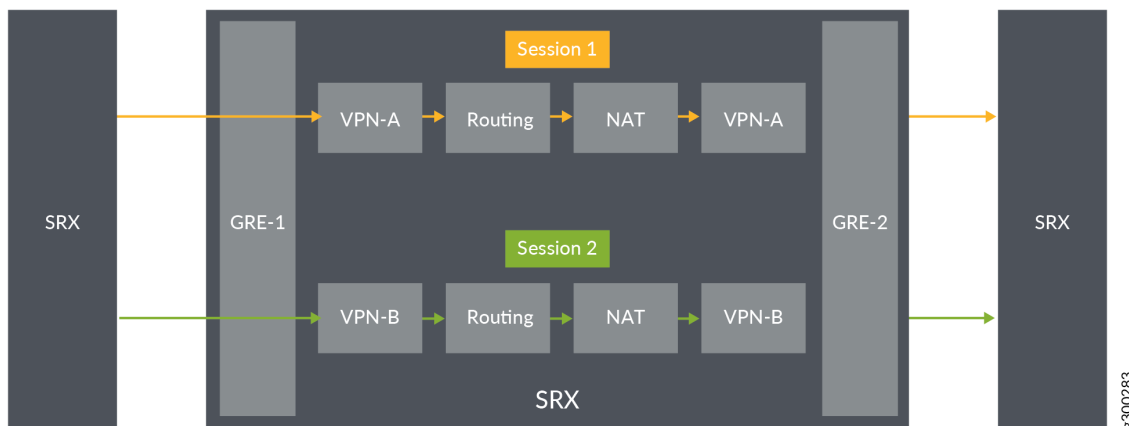 Session 1
VPN-A
Routing
NAT
VPN-A
SRX
GRE-1
GRE-2
SRX
Session 2
VPN-B
Routing
NAT
VPN-B
SRX
g300283